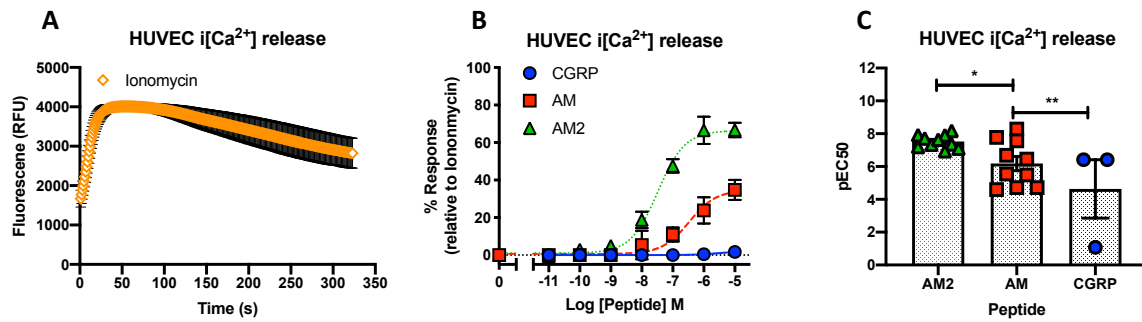 A
HUVEC i[Ca2+] release
Ionomycin
Fluorescene (RFU)
5000
4000
3000
2000
1000
0
0 50 100 150 200 250 300 350
Time (s)
B
HUVEC i[Ca2+] release
CGRP
AM
AM2
% Response
(relative to Iononmycin)
100
80
60
40
20
0
0 -11 -10 -9 -8 -7 -6 -5
Log [Peptide] M
C
HUVEC i[Ca2+] release
*
**
pEC50
12
10
8
6
4
2
0
AM2 AM CGRP
Peptide